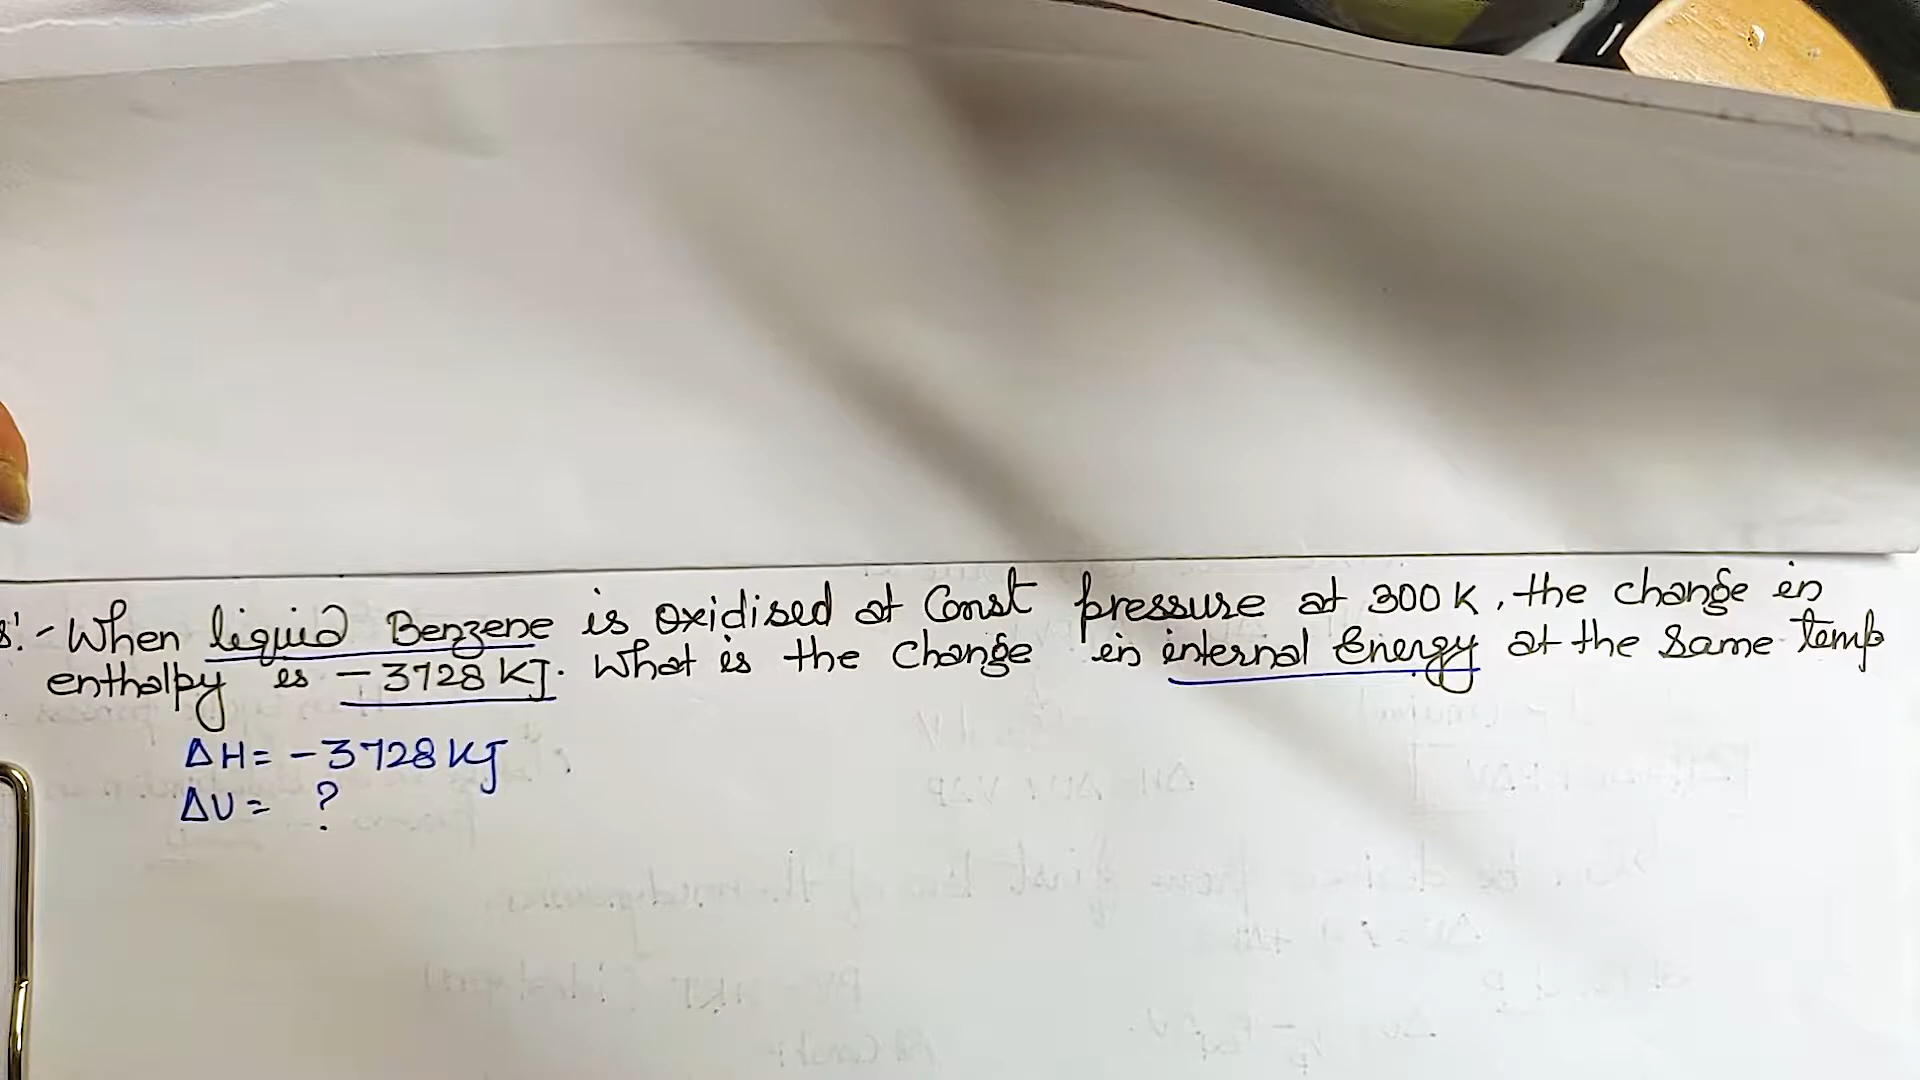 :- When liquid Benzene is oxidised at Const pressure at 300 K, the change in
enthalpy is - 3728 KJ. What is the change in internal Energy at the same temp
ΔH = - 3728 KJ
ΔU = ?